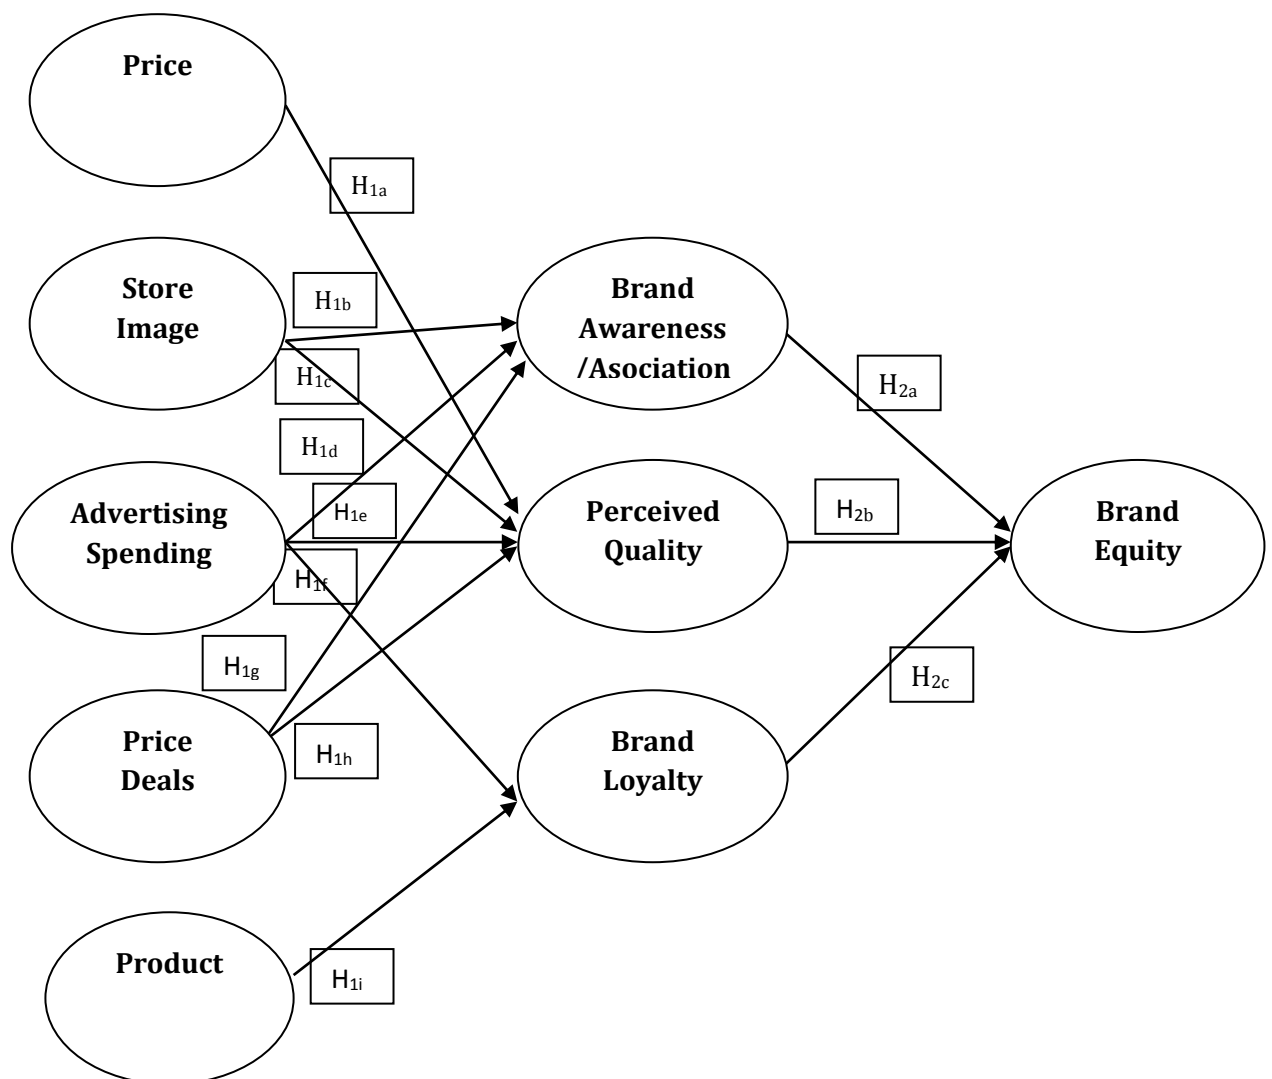 Price
H1a
Store
Image
H1b
Brand
Awareness
/Asociation
H1c
H2a
H1d
Advertising
Spending
H1e
Perceived
Quality
H2b
Brand
Equity
H1f
H1g
H2c
Price
Deals
H1h
Brand
Loyalty
Product
H1i